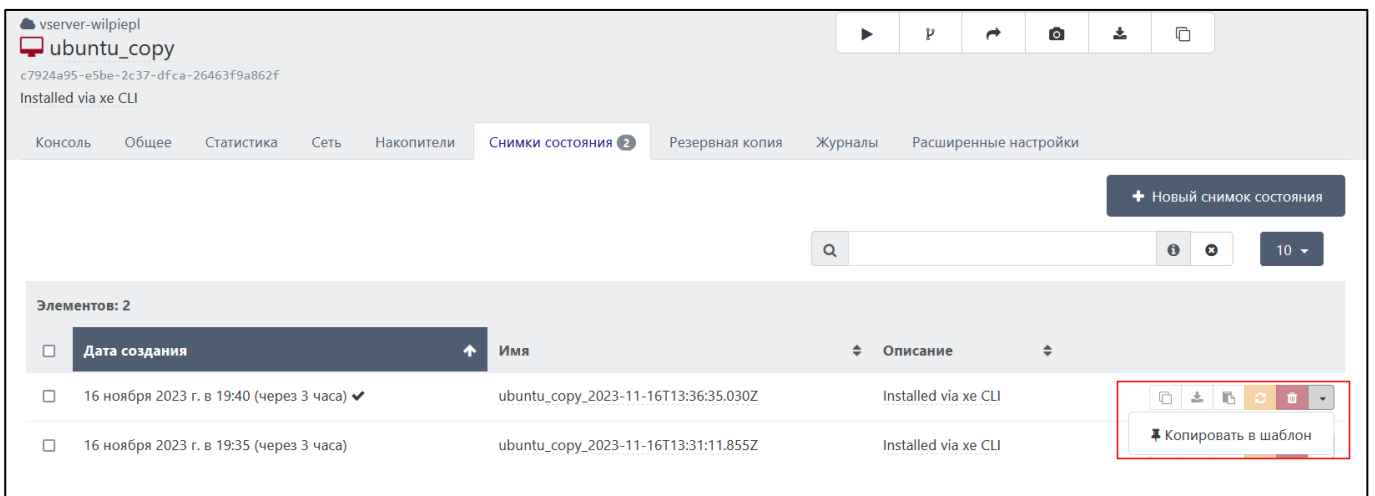 vserver-wilpiepl
ubuntu_copy
c7924a95-e5be-2c37-dfca-26463f9a862f
Installed via xe CLI
Консоль Общее Статистика Сеть Накопители Снимки состояния 2 Резервная копия Журналы Расширенные настройки
+ Новый снимок состояния
10
Элементов: 2
Дата создания Имя Описание
16 ноября 2023 г. в 19:40 (через 3 часа) ubuntu_copy_2023-11-16T13:36:35.030Z Installed via xe CLI
Копировать в шаблон
16 ноября 2023 г. в 19:35 (через 3 часа) ubuntu_copy_2023-11-16T13:31:11.855Z Installed via xe CLI